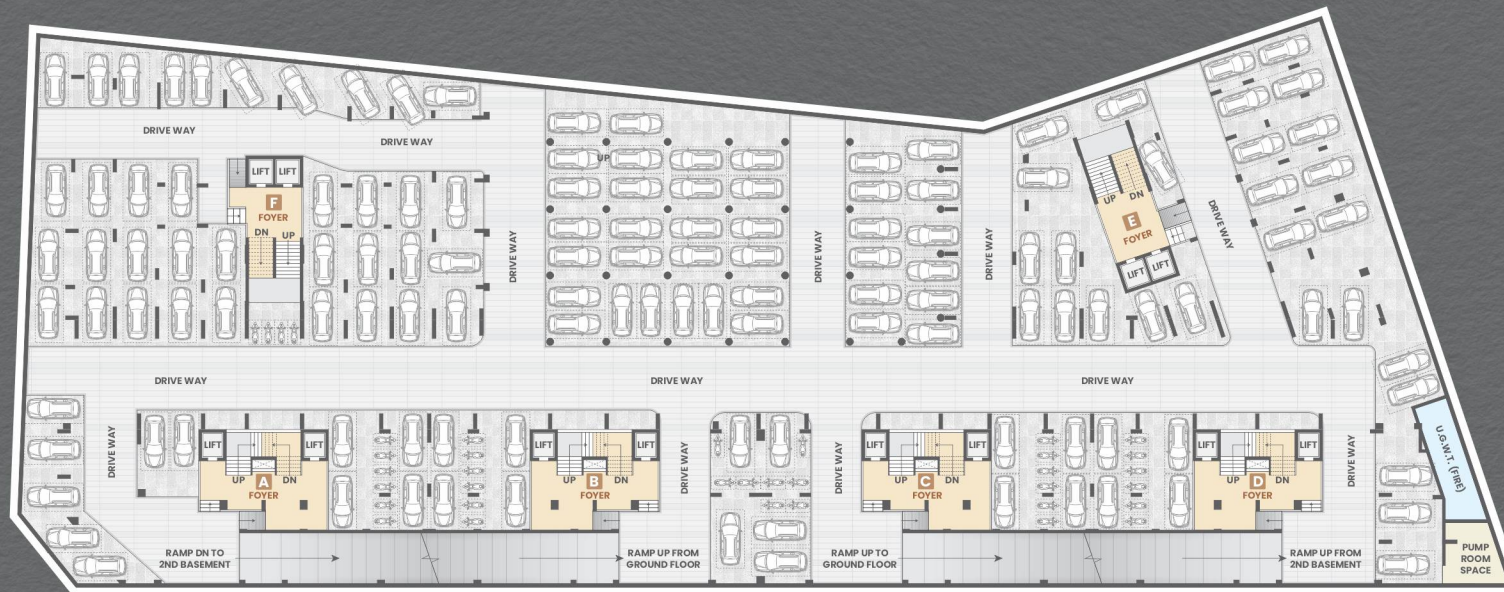 DRIVE WAY
DRIVE WAY
LIFT
LIFT
F
FOYER
DN
UP
UP
DRIVE WAY
DRIVE WAY
DRIVE WAY
UP
DN
E
FOYER
LIFT
LIFT
DRIVE WAY
DRIVE WAY
DRIVE WAY
DRIVE WAY
DRIVE WAY
LIFT
LIFT
UP
DN
A
FOYER
LIFT
LIFT
UP
DN
B
FOYER
DRIVE WAY
DRIVE WAY
LIFT
LIFT
UP
DN
C
FOYER
LIFT
LIFT
UP
DN
D
FOYER
DRIVE WAY
U.G.W.T. (FIRE)
RAMP DN TO
2ND BASEMENT
RAMP UP FROM
GROUND FLOOR
RAMP UP TO
GROUND FLOOR
RAMP UP FROM
2ND BASEMENT
PUMP
ROOM
SPACE